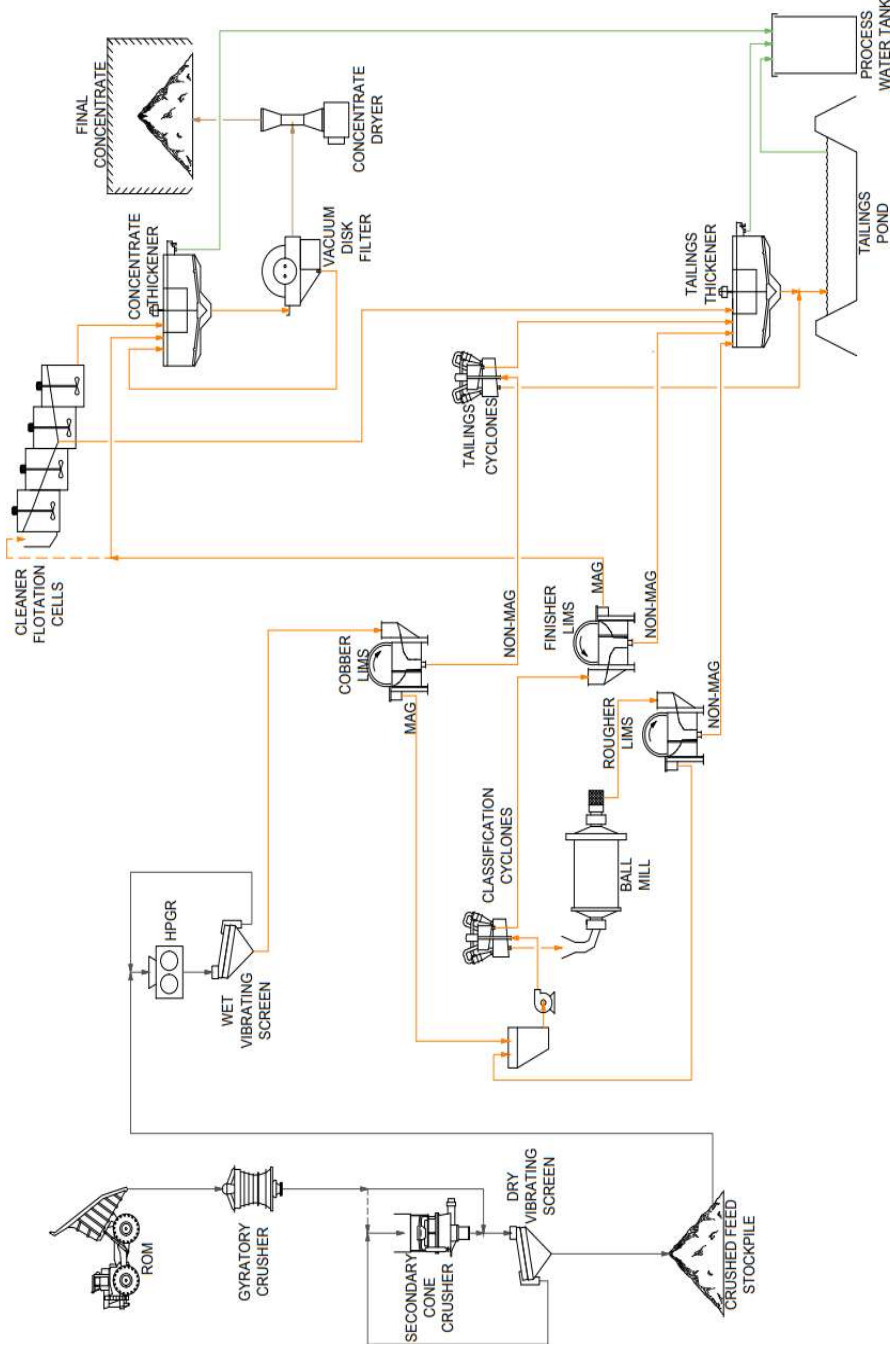 ROM
GYRATORY
CRUSHER
SECONDARY
CONE
CRUSHER
DRY
VIBRATING
SCREEN
CRUSHED FEED
STOCKPILE
HPGR
WET
VIBRATING
SCREEN
CLASSIFICATION
CYCLONES
BALL
MILL
COBBER
LIMS
MAG
NON-MAG
ROUGHER
LIMS
NON-MAG
FINISHER
LIMS
MAG
NON-MAG
CLEANER
FLOTATION
CELLS
TAILINGS
CYCLONES
CONCENTRATE
THICKENER
VACUUM
DISK
FILTER
CONCENTRATE
DRYER
FINAL
CONCENTRATE
TAILINGS
THICKENER
TAILINGS
POND
PROCESS
WATER TANK